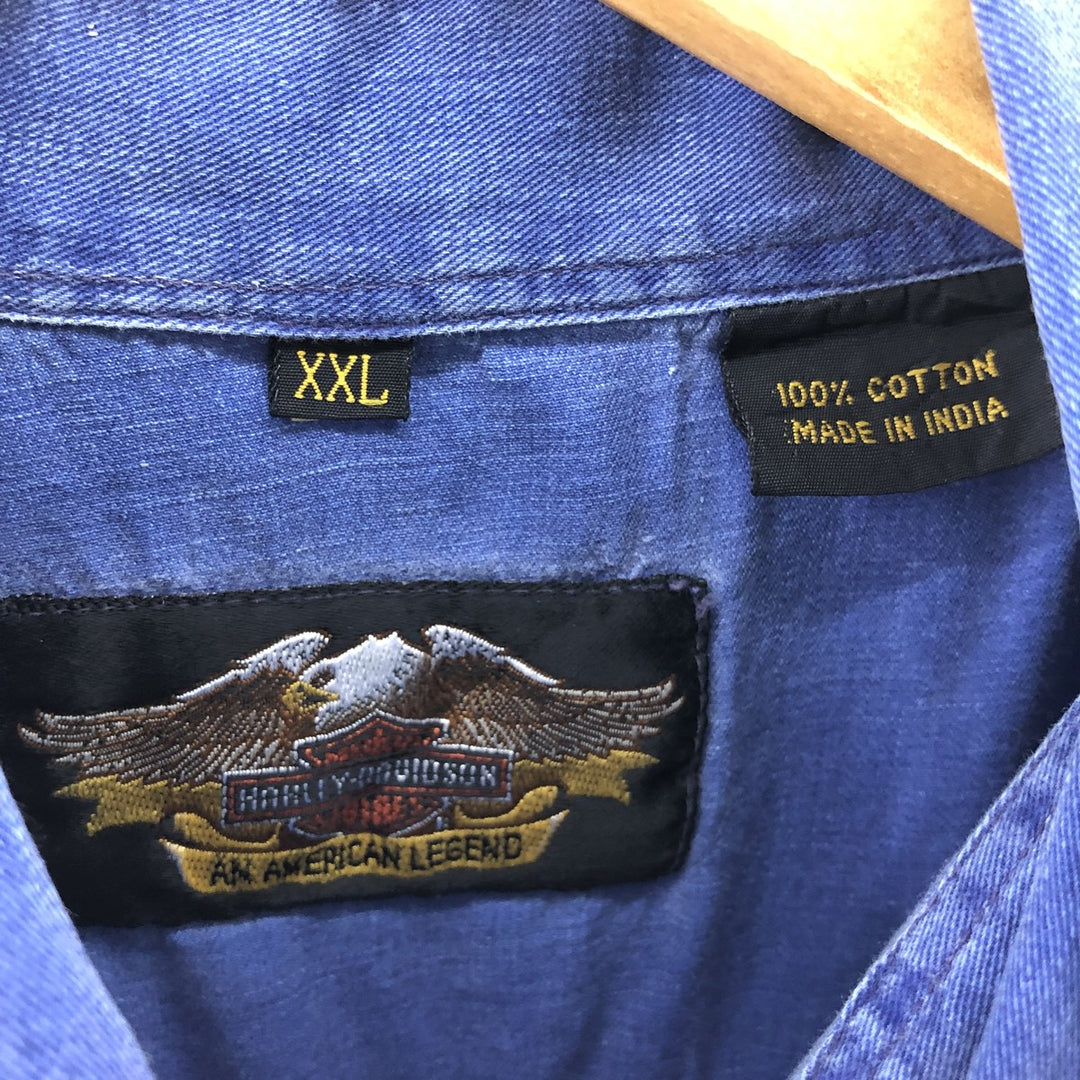 XXL
100% COTTON
MADE IN INDIA
HARLEY-DAVIDSON
AN AMERICAN LEGEND